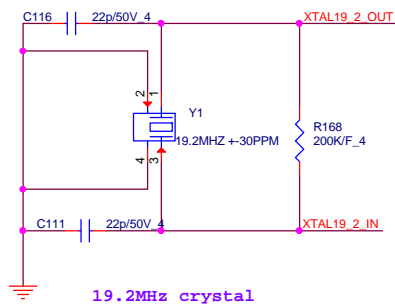 C116 22p/50V_4 XTAL19_2_OUT
2 1
Y1
19.2MHZ +-30PPM
R168
200K/F_4
4 3
C111 22p/50V_4 XTAL19_2_IN
19.2MHz crystal